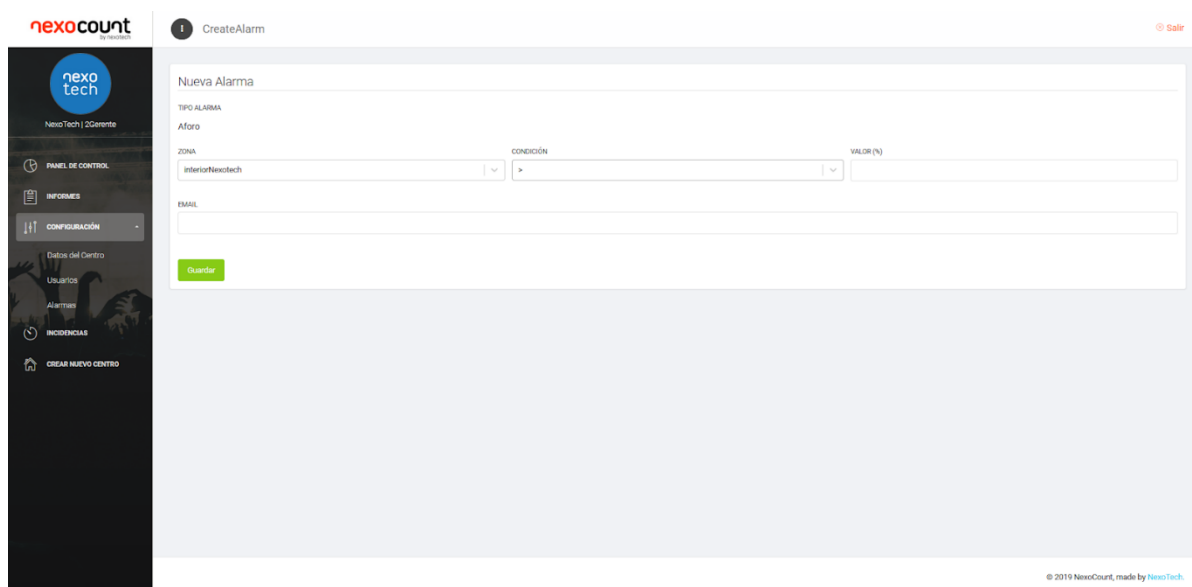 nexocount
by nexotech
1 CreateAlarm
Salir
nexo
tech
NexoTech | 2Gerente
PANEL DE CONTROL
INFORMES
CONFIGURACIÓN
Datos del Centro
Usuarios
Alarmas
INCIDENCIAS
CREAR NUEVO CENTRO
Nueva Alarma
TIPO ALARMA
Aforo
ZONA CONDICIÓN VALOR (%)
interiorNexotech >
EMAIL
Guardar
© 2019 NexoCount, made by NexoTech